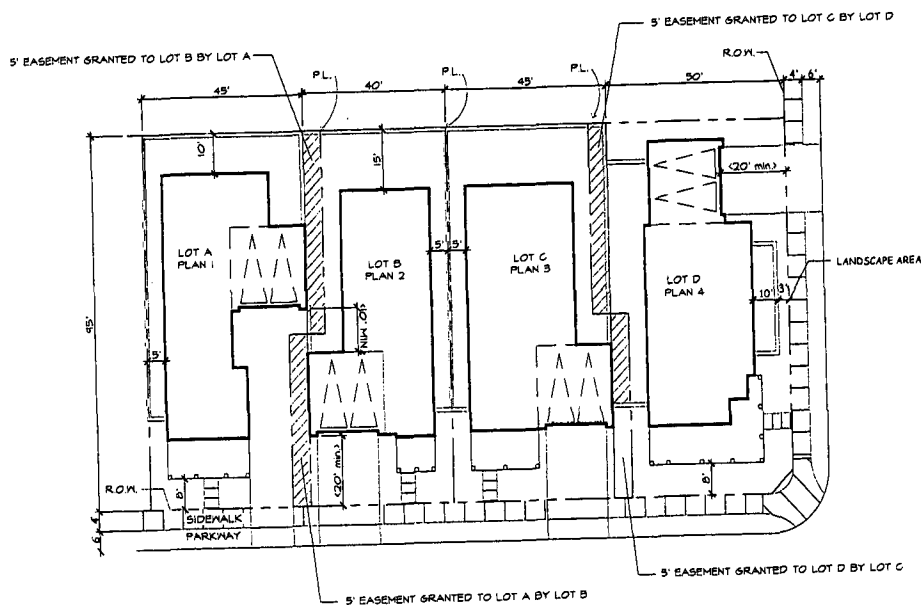 5' EASEMENT GRANTED TO LOT C BY LOT D
5' EASEMENT GRANTED TO LOT B BY LOT A
R.O.W.
P.L.
P.L.
P.L.
45'
40'
45'
50'
4'
6'
10'
15'
<20' min.>
LOT A
PLAN 1
LOT B
PLAN 2
LOT C
PLAN 3
LOT D
PLAN 4
5'
5'
LANDSCAPE AREA
10'
3'
10' MIN.
95'
5'
<20' min.>
8'
8'
R.O.W.
4'
SIDEWALK
6'
PARKWAY
5' EASEMENT GRANTED TO LOT D BY LOT C
5' EASEMENT GRANTED TO LOT A BY LOT B